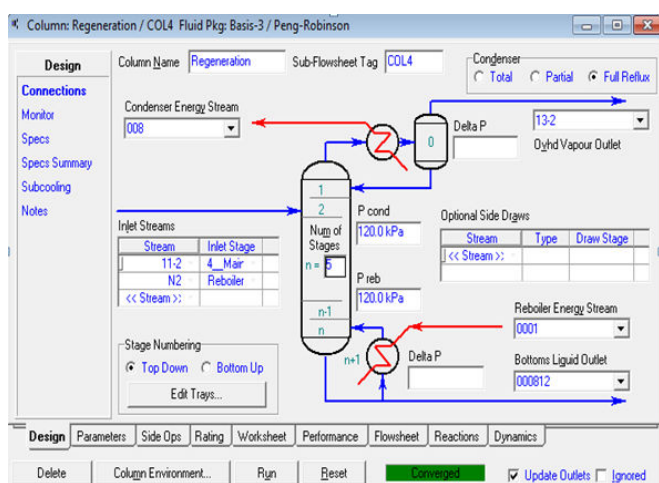 Column: Regeneration / COL4 Fluid Pkg: Basis-3 / Peng-Robinson
Design
Connections
Monitor
Specs
Specs Summary
Subcooling
Notes
Column Name Regeneration Sub-Flowsheet Tag COL4
Condenser
Total Partial Full Reflux
Condenser Energy Stream
008
0
Delta P
13-2
Ovhd Vapour Outlet
1
2
Num of
Stages
n = 5
n-1
n
n+1
P cond
120.0 kPa
P reb
120.0 kPa
Inlet Streams
Stream Inlet Stage
11-2 4__Mair
N2 Reboiler
<< Stream >>
Optional Side Draws
Stream Type Draw Stage
<< Stream >>
Stage Numbering
Top Down Bottom Up
Edit Trays...
Delta P
Reboiler Energy Stream
0001
Bottoms Liquid Outlet
000812
Design Parameters Side Ops Rating Worksheet Performance Flowsheet Reactions Dynamics
Delete Column Environment... Run Reset Converged Update Outlets Ignored